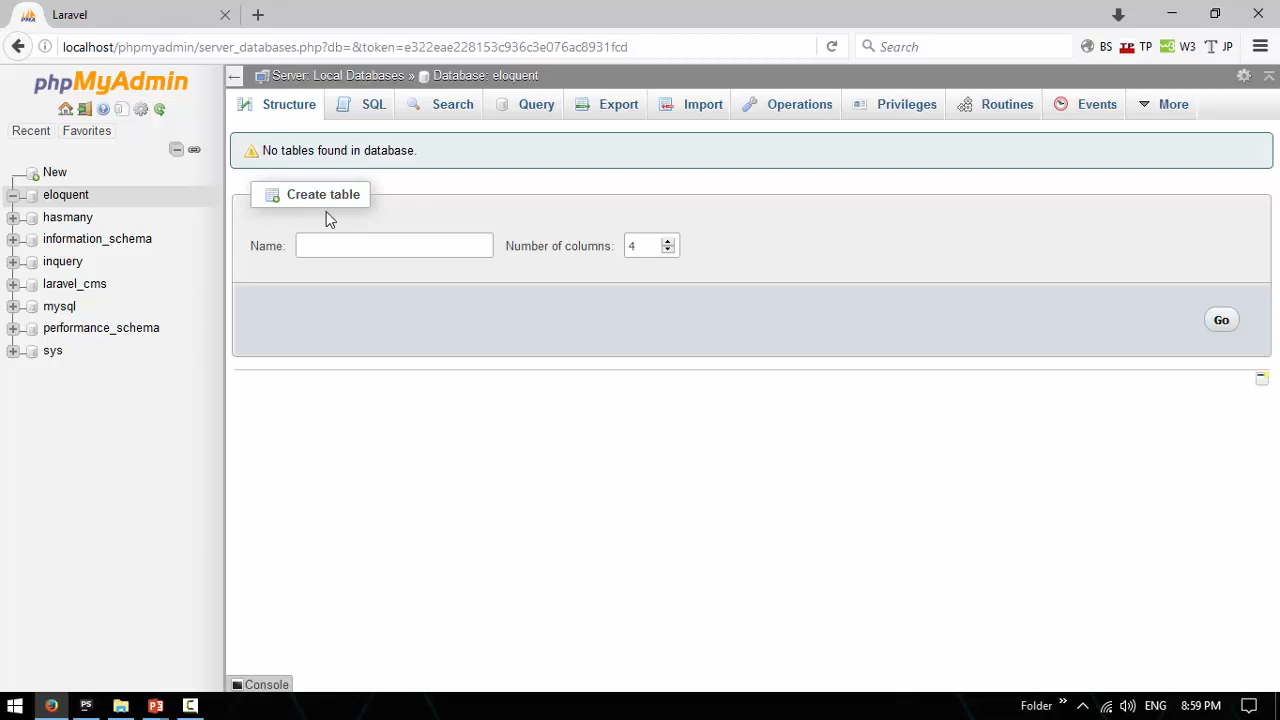 Laravel
localhost/phpmyadmin/server_databases.php?db=&token=e322eae228153c936c3e076ac8931fcd
Search
BS TP W3 JP
phpMyAdmin
Recent Favorites
New
eloquent
hasmany
information_schema
inquery
laravel_cms
mysql
performance_schema
sys
Server: Local Databases » Database: eloquent
Structure SQL Search Query Export Import Operations Privileges Routines Events More
No tables found in database.
Create table
Name: Number of columns: 4
Go
Console
Folder » ENG 8:59 PM